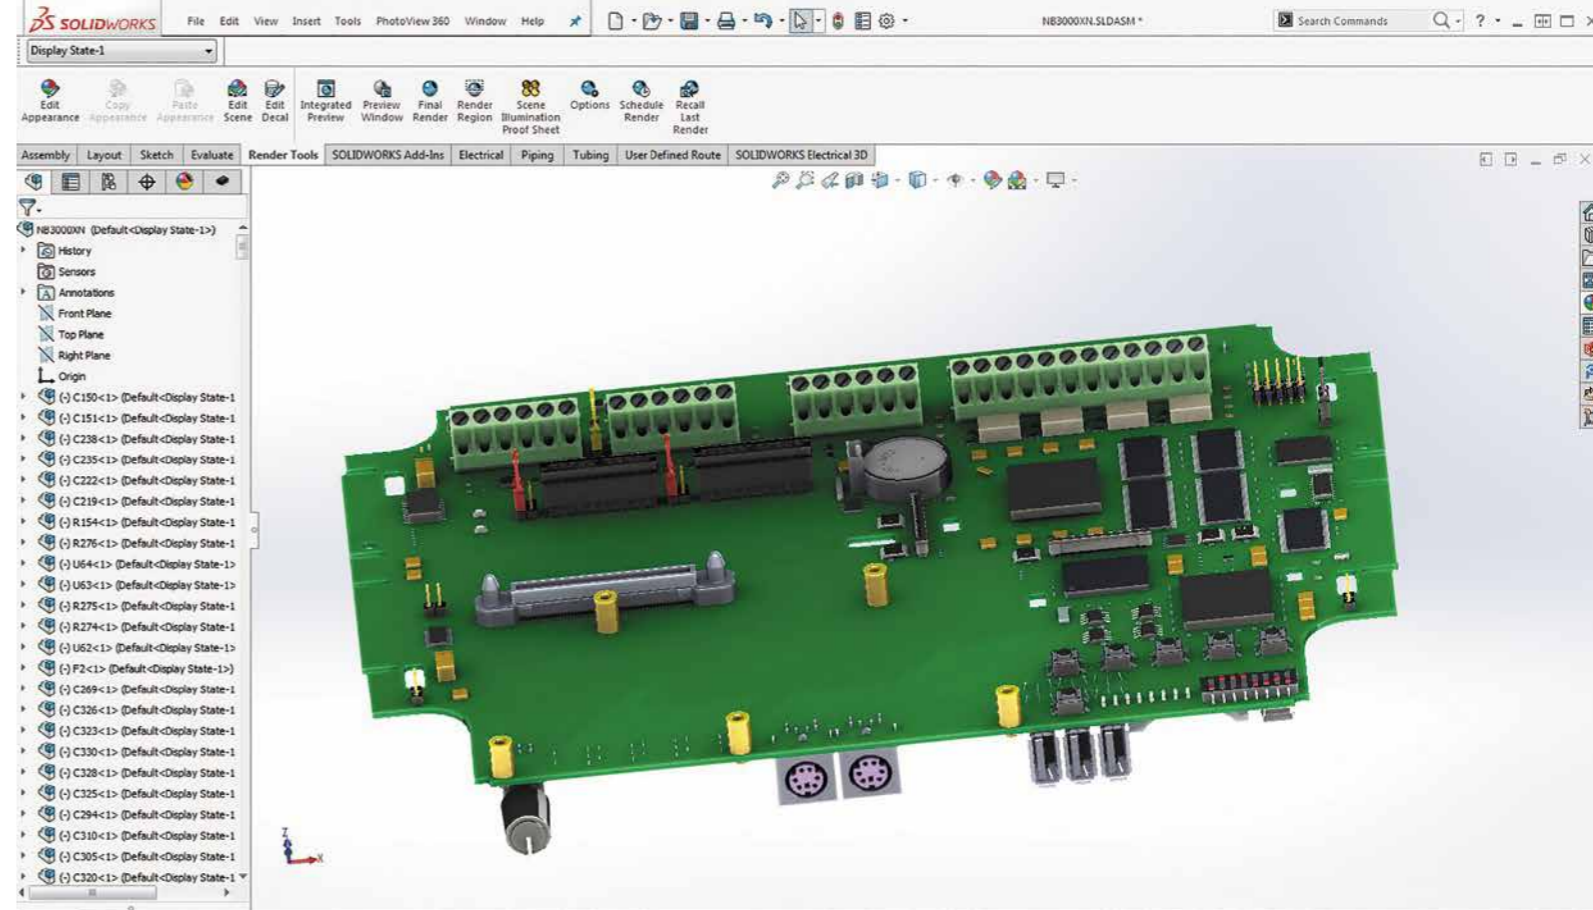 SOLIDWORKS File Edit View Insert Tools PhotoView 360 Window Help NB3000XN.SLDASM * Search Commands ?
Display State-1
Edit Appearance
Copy Appearance
Paste Appearance
Edit Scene
Edit Decal
Integrated Preview
Preview Window
Final Render
Render Region
Scene Illumination Proof Sheet
Options
Schedule Render
Recall Last Render
Assembly Layout Sketch Evaluate Render Tools SOLIDWORKS Add-Ins Electrical Piping Tubing User Defined Route SOLIDWORKS Electrical 3D
NB3000XN (Default<Display State-1>)
History
Sensors
Annotations
Front Plane
Top Plane
Right Plane
Origin
(-) C150<1> (Default<Display State-1
(-) C151<1> (Default<Display State-1
(-) C238<1> (Default<Display State-1
(-) C235<1> (Default<Display State-1
(-) C222<1> (Default<Display State-1
(-) C219<1> (Default<Display State-1
(-) R154<1> (Default<Display State-1
(-) R276<1> (Default<Display State-1
(-) U64<1> (Default<Display State-1>
(-) U63<1> (Default<Display State-1>
(-) R275<1> (Default<Display State-1
(-) R274<1> (Default<Display State-1
(-) U62<1> (Default<Display State-1>
(-) F2<1> (Default<Display State-1>)
(-) C269<1> (Default<Display State-1
(-) C326<1> (Default<Display State-1
(-) C323<1> (Default<Display State-1
(-) C330<1> (Default<Display State-1
(-) C328<1> (Default<Display State-1
(-) C325<1> (Default<Display State-1
(-) C294<1> (Default<Display State-1
(-) C310<1> (Default<Display State-1
(-) C305<1> (Default<Display State-1
(-) C320<1> (Default<Display State-1
Z
X